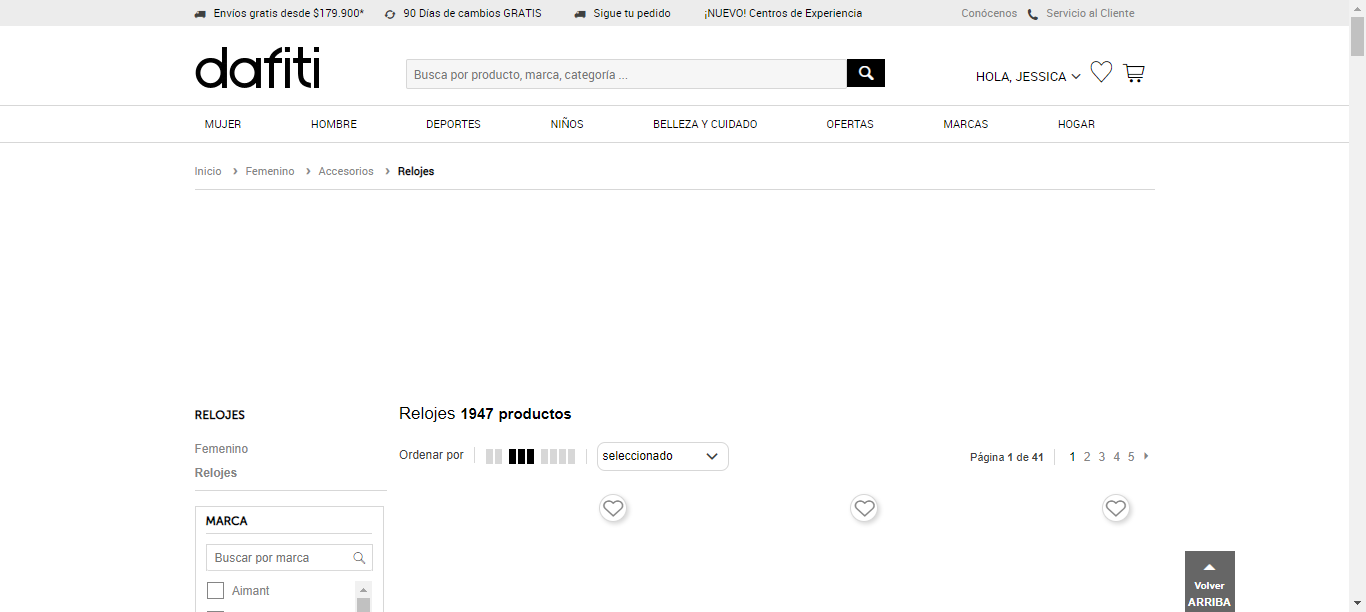 Envíos gratis desde $179.900* 90 Días de cambios GRATIS Sigue tu pedido ¡NUEVO! Centros de Experiencia Conócenos Servicio al Cliente
dafiti
Busca por producto, marca, categoría ...
HOLA, JESSICA
MUJER HOMBRE DEPORTES NIÑOS BELLEZA Y CUIDADO OFERTAS MARCAS HOGAR
Inicio › Femenino › Accesorios › Relojes
RELOJES
Femenino
Relojes
MARCA
Buscar por marca
Aimant
Relojes 1947 productos
Ordenar por
seleccionado
Página 1 de 41
1 2 3 4 5
Volver
ARRIBA